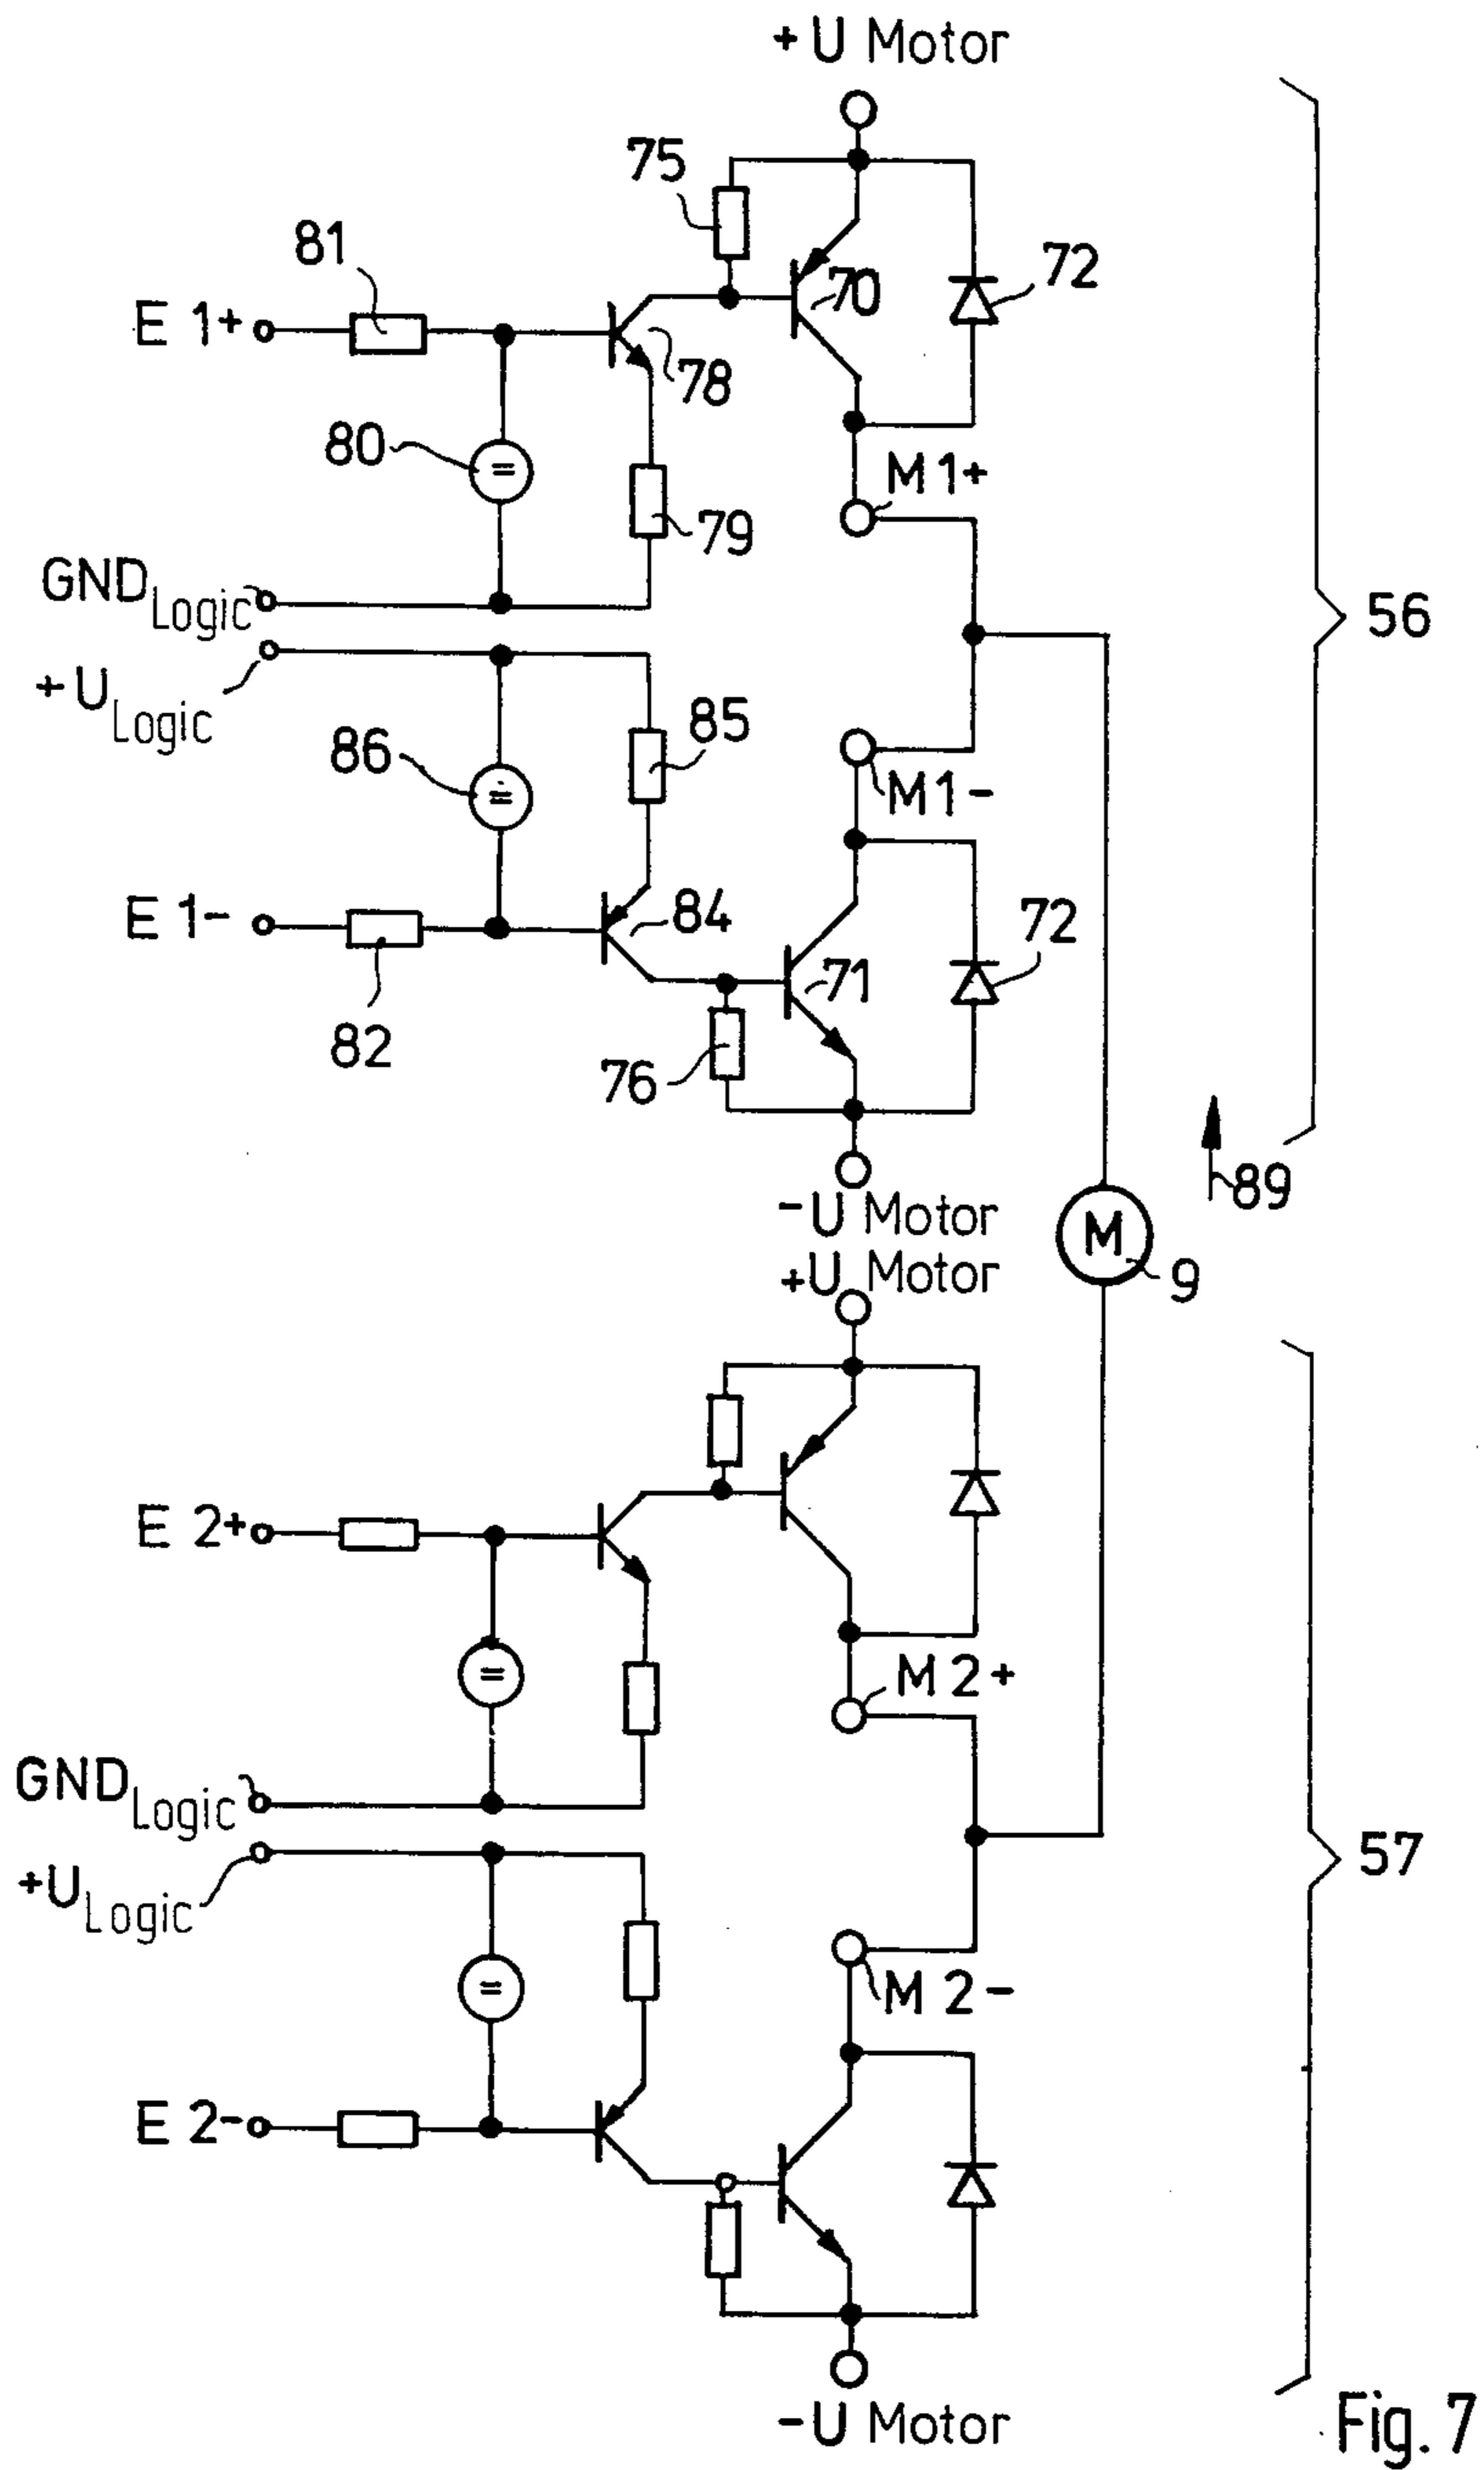 +U Motor
75
81
72
E 1+
70
78
80
M 1+
79
GND Logic
56
+U Logic
85
86
M 1-
E 1-
84
72
71
82
76
89
-U Motor
+U Motor
M
9
E 2+
M 2+
GND Logic
57
+U Logic
M 2-
E 2-
-U Motor
Fig. 7